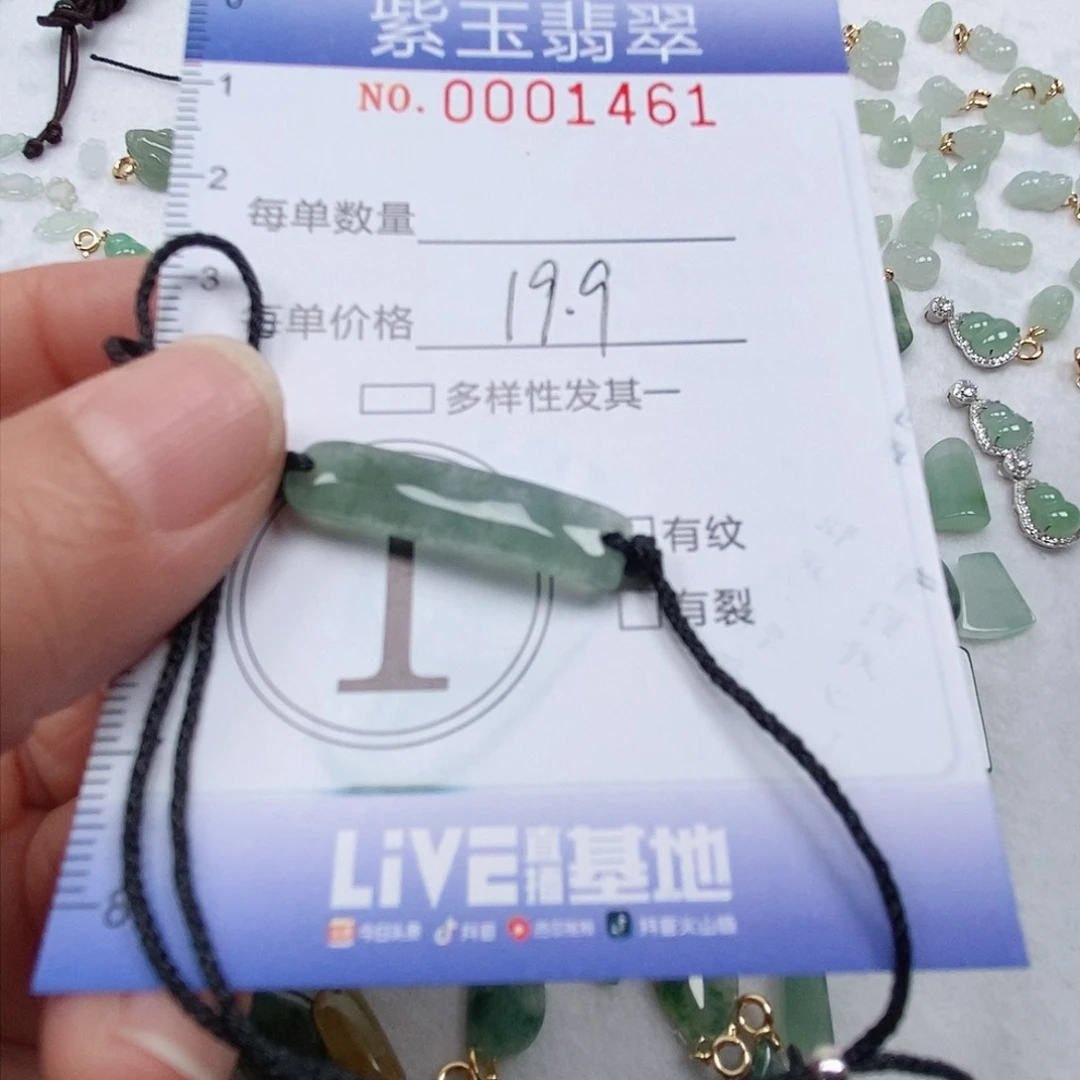 0
紫玉翡翠
1
NO. 0001461
2
每单数量
3
每单价格 19.9
多样性发其一
有纹
1
有裂
8
LiVE直播基地
今日头条 抖音 西瓜视频 抖音火山版